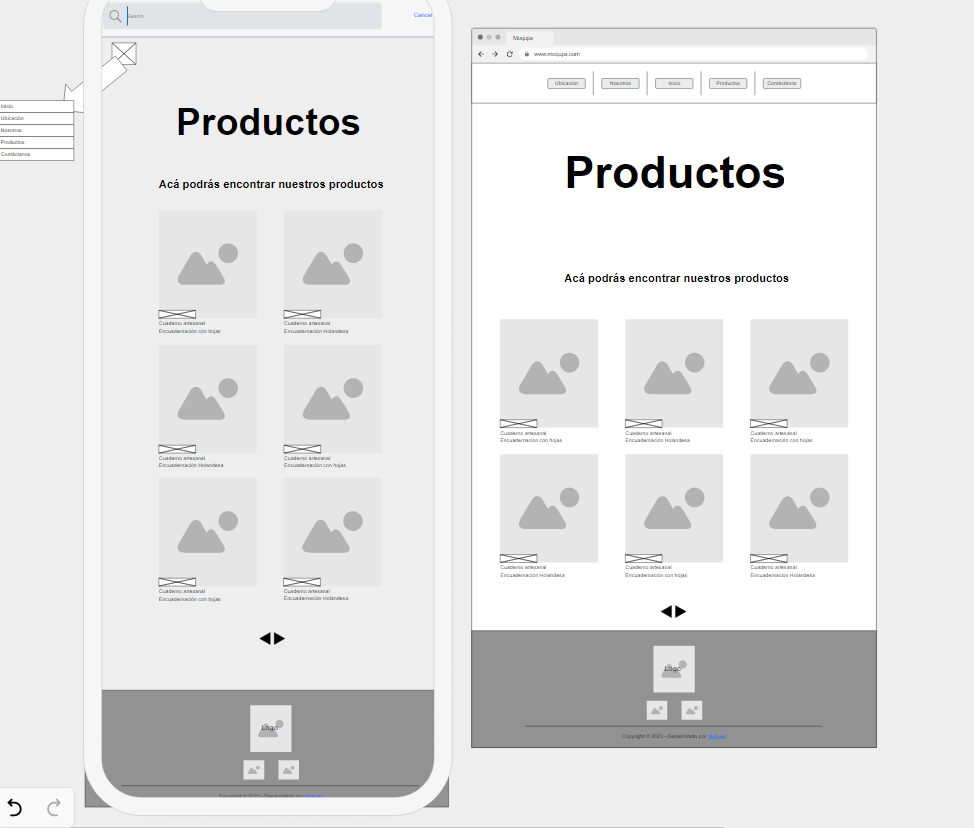 Search
Cancel
Inicio
Ubicación
Nosotros
Productos
Contáctanos
Productos
Acá podrás encontrar nuestros productos
Cuaderno artesanal
Encuadernación con hojas
Cuaderno artesanal
Encuadernación Holandesa
Cuaderno artesanal
Encuadernación Holandesa
Cuaderno artesanal
Encuadernación con hojas
Cuaderno artesanal
Encuadernación con hojas
Cuaderno artesanal
Encuadernación Holandesa
Logo
Copyright © 2023 - Desarrollado por
Moqups
www.moqups.com
Ubicación
Nosotros
Inicio
Productos
Contáctanos
Productos
Acá podrás encontrar nuestros productos
Cuaderno artesanal
Encuadernación con hojas
Cuaderno artesanal
Encuadernación Holandesa
Cuaderno artesanal
Encuadernación con hojas
Cuaderno artesanal
Encuadernación Holandesa
Cuaderno artesanal
Encuadernación con hojas
Cuaderno artesanal
Encuadernación Holandesa
Logo
Copyright © 2023 - Desarrollado por